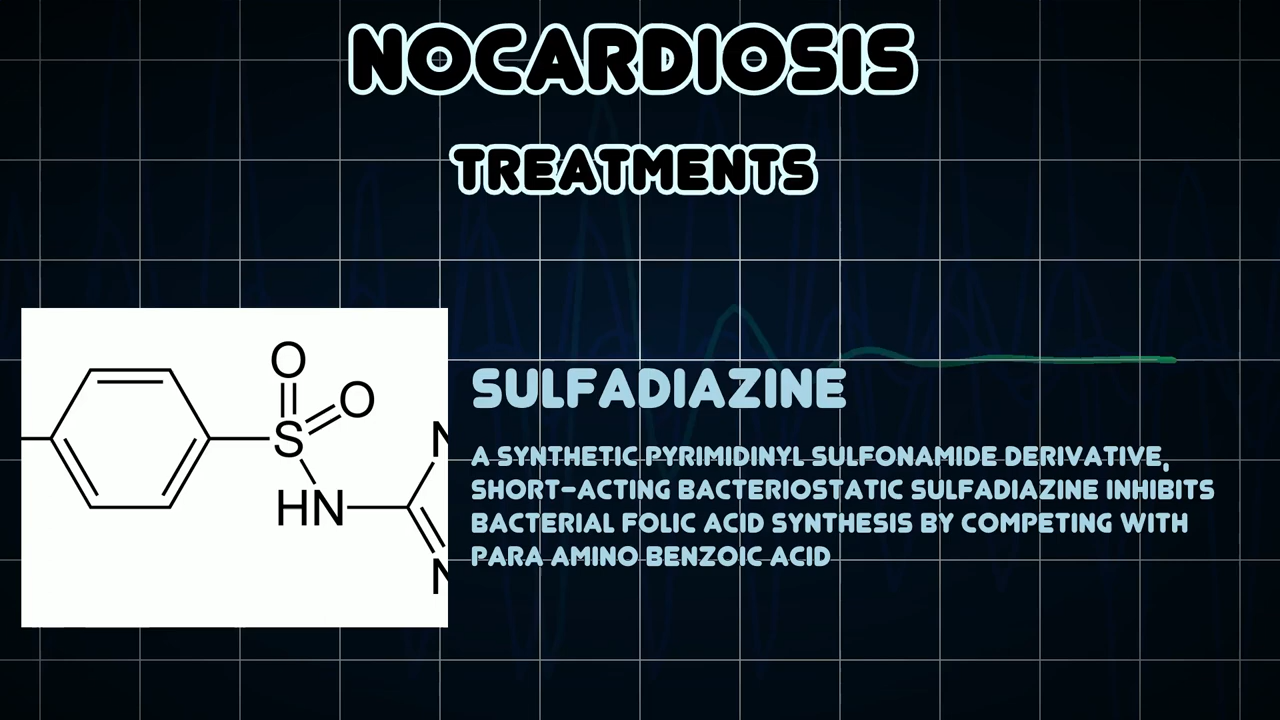 NOCARDIOSIS
TREATMENTS
O
O
S
N
HN
N
SULFADIAZINE
A SYNTHETIC PYRIMIDINYL SULFONAMIDE DERIVATIVE,
SHORT-ACTING BACTERIOSTATIC SULFADIAZINE INHIBITS
BACTERIAL FOLIC ACID SYNTHESIS BY COMPETING WITH
PARA AMINO BENZOIC ACID